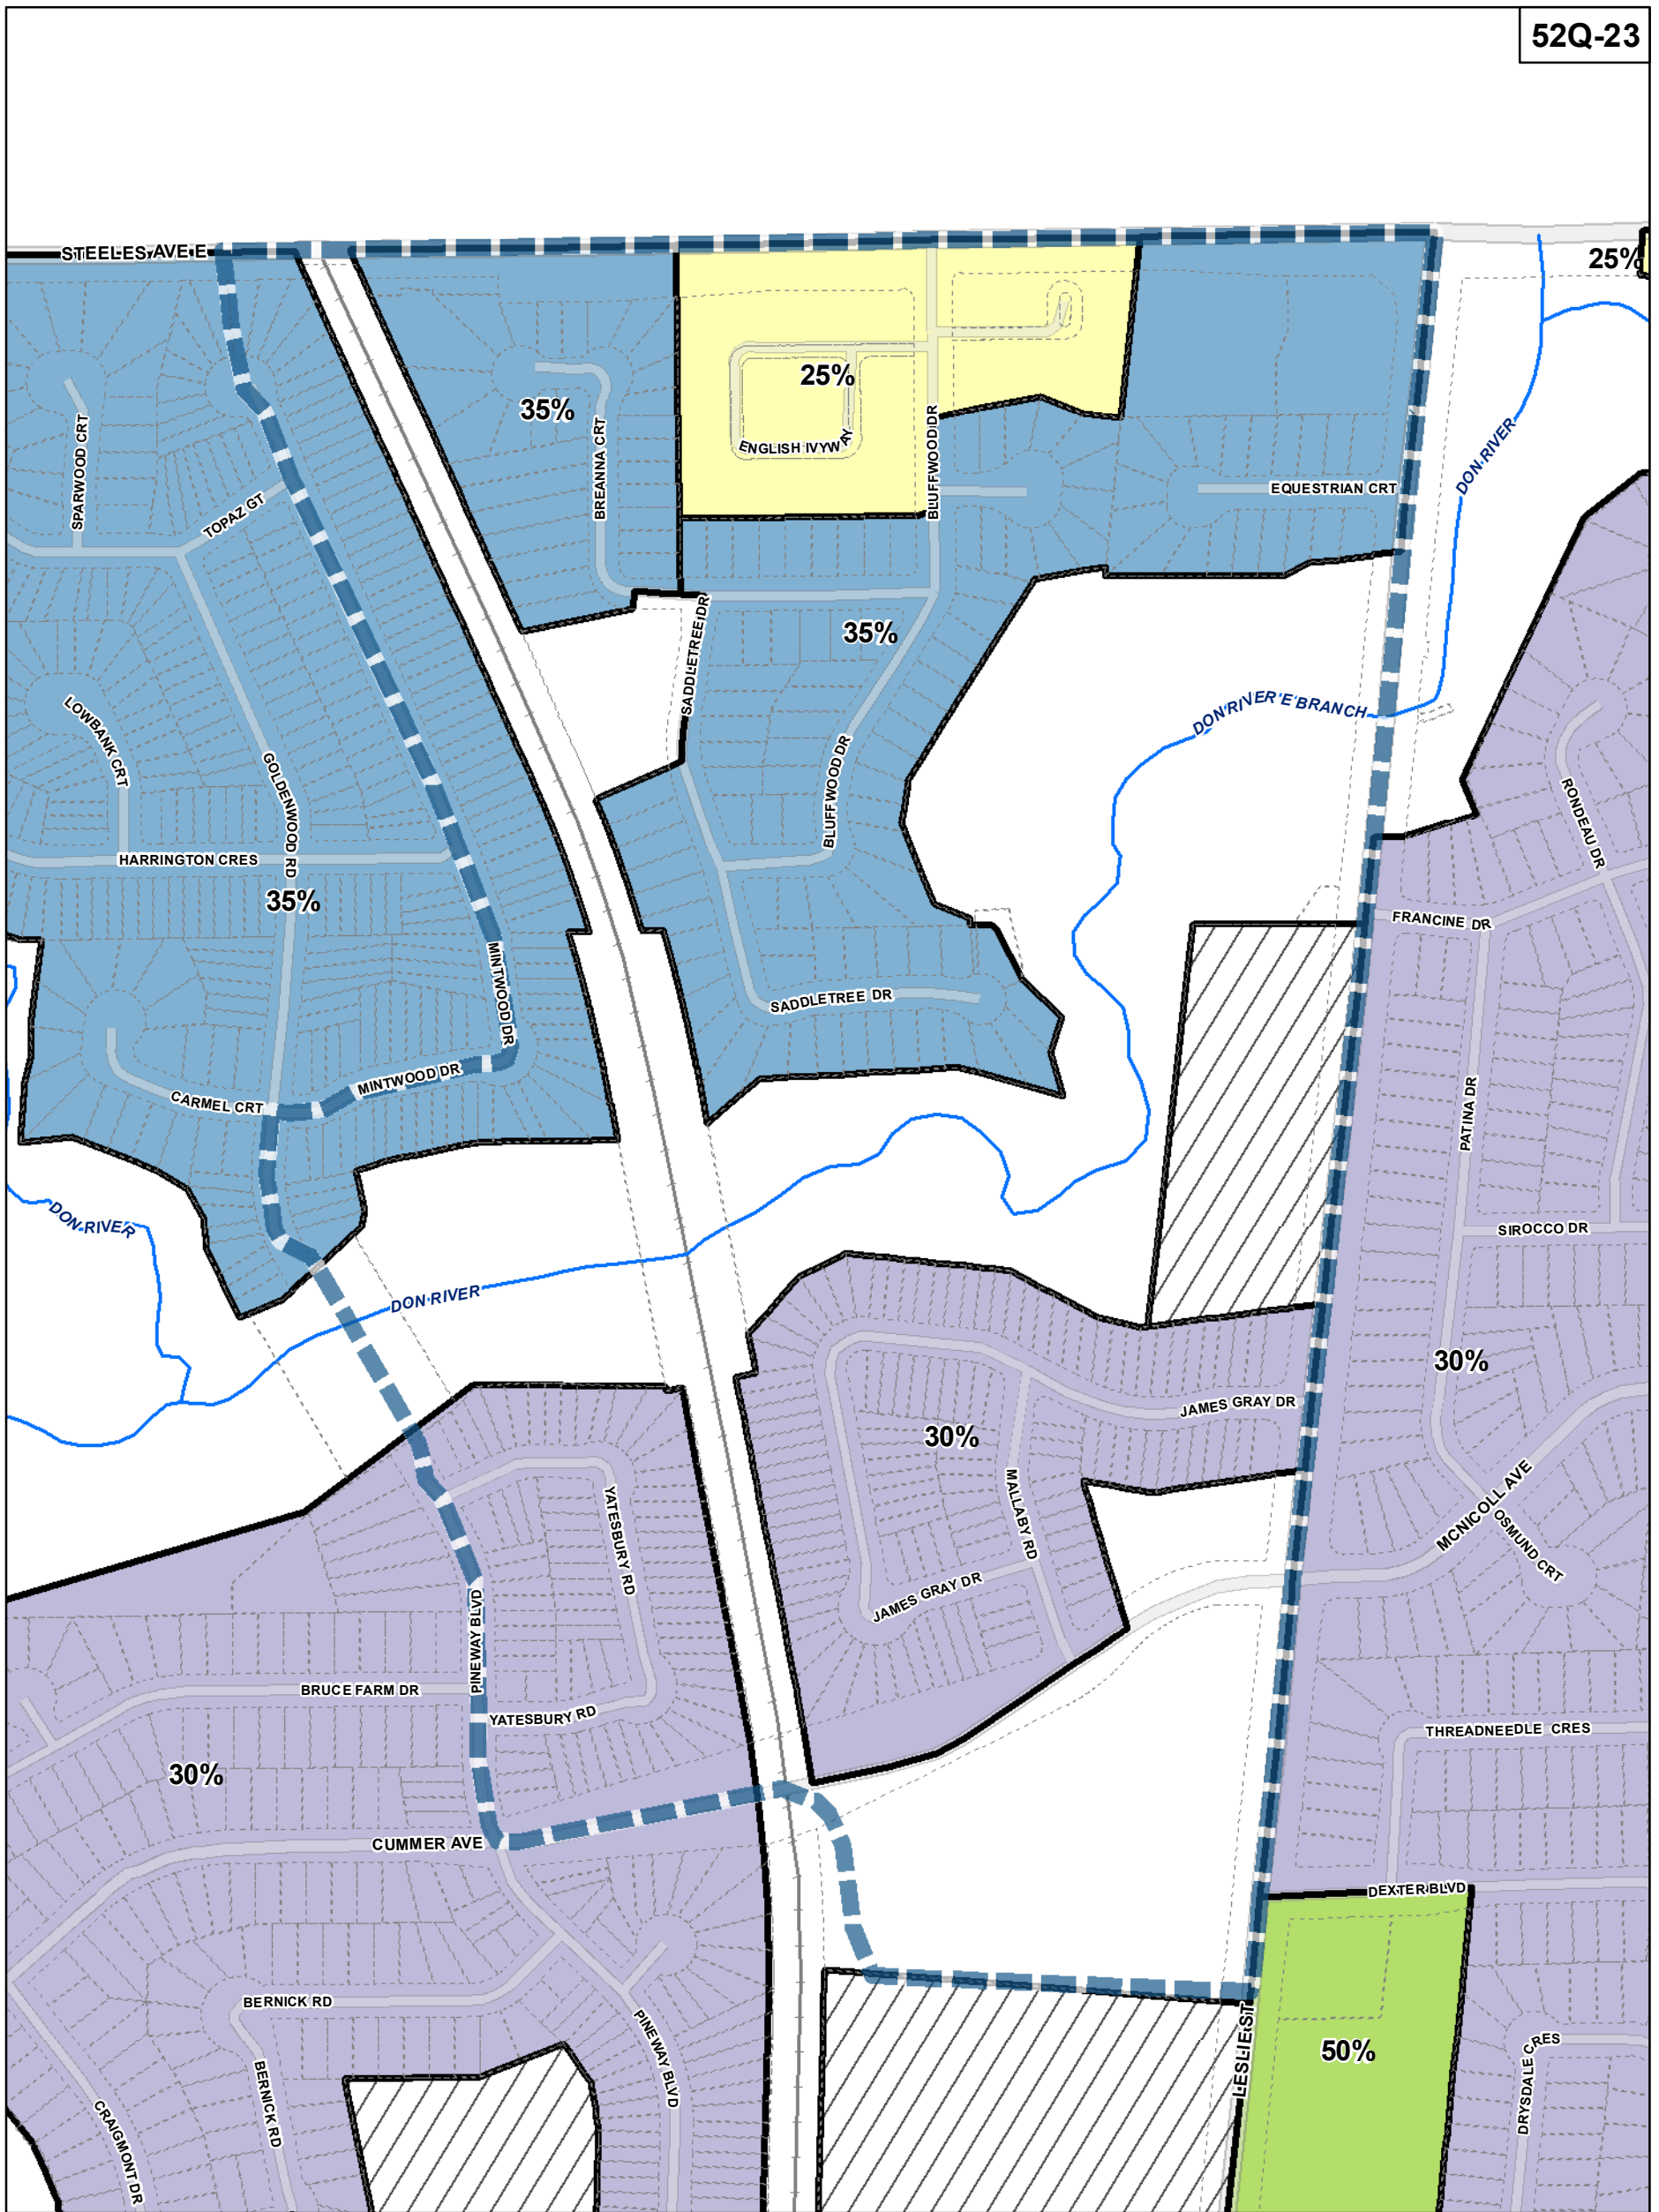 52Q-23
STEELES AVE E
25%
35%
25%
SPARWOOD CRT
TOPAZ GT
BREANNA CRT
ENGLISH IVYWAY
BLUFFWOOD DR
EQUESTRIAN CRT
DON RIVER
SADDLETREE DR
35%
DON RIVER E BRANCH
LOWBANK CRT
GOLDENWOOD RD
BLUFFWOOD DR
RONDEAU DR
HARRINGTON CRES
35%
FRANCINE DR
MINTWOOD DR
SADDLETREE DR
MINTWOOD DR
CARMEL CRT
PATINA DR
DON RIVER
SIROCCO DR
DON RIVER
30%
JAMES GRAY DR
30%
MALLABY RD
MCNICOLL AVE
OSMUND CRT
YATESBURY RD
JAMES GRAY DR
PINEWAY BLVD
BRUCE FARM DR
YATESBURY RD
THREADNEEDLE CRES
30%
CUMMER AVE
DEXTER BLVD
BERNICK RD
PINEWAY BLVD
LESLIE ST
50%
DRYSDALE CRES
BERNICK RD
CRAIGMONT DR